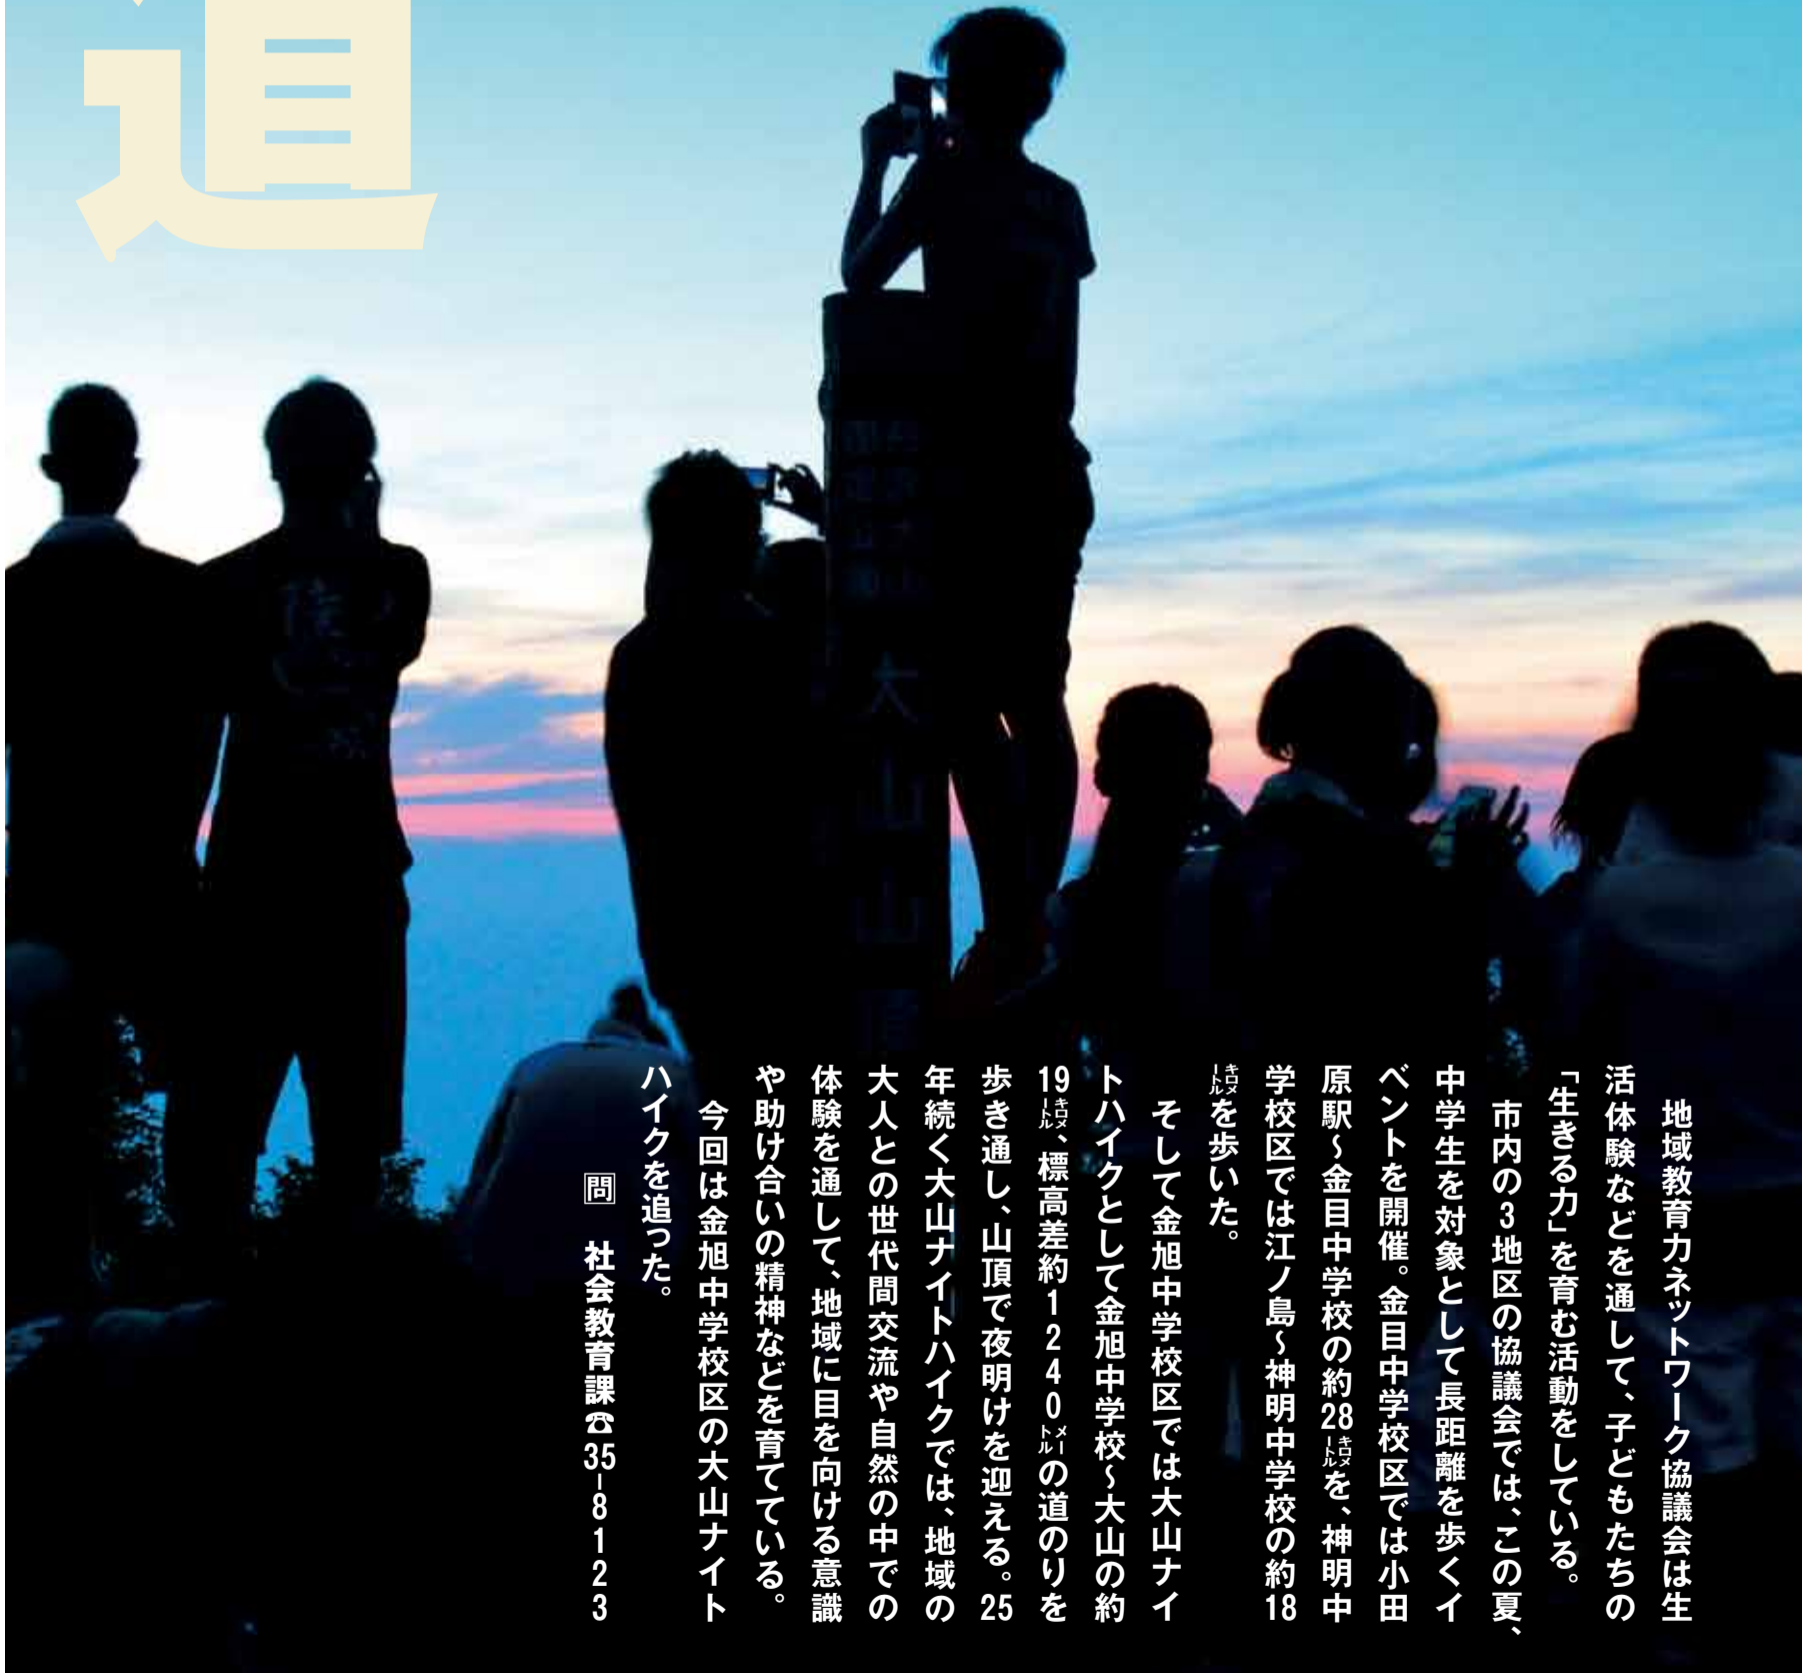 道
地域教育力ネットワーク協議会は生
活体験などを通して、子どもたちの
「生きる力」を育む活動をしている。
市内の3地区の協議会では、この夏、
中学生を対象として長距離を歩くイ
ベントを開催。金目中学校区では小田
原駅〜金目中学校の約28キロメートルを、神明中
学校区では江ノ島〜神明中学校の約18
キロメートルを歩いた。
そして金旭中学校区では大山ナイ
トハイクとして金旭中学校〜大山の約
19キロメートル、標高差約1240メートルの道のりを
歩き通し、山頂で夜明けを迎える。25
年続く大山ナイトハイクでは、地域の
大人との世代間交流や自然の中での
体験を通して、地域に目を向ける意識
や助け合いの精神などを育てている。
今回は金旭中学校区の大山ナイト
ハイクを追った。
問 社会教育課☎35-8123
大山山頂